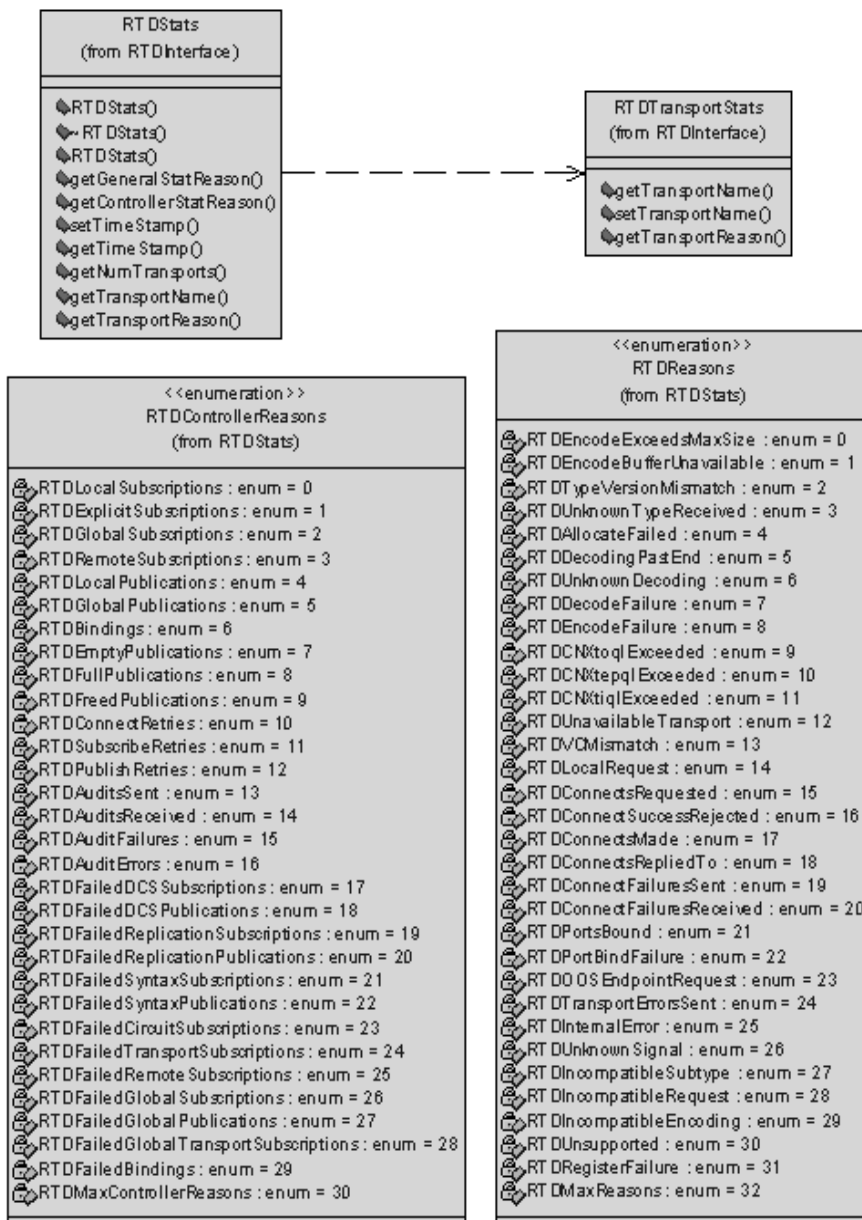 RTDStats
(from RTDInterface)
RTDStats()
~RTDStats()
RTDStats()
getGeneralStatReason()
getControllerStatReason()
setTimeStamp()
getTimeStamp()
getNumTransports()
getTransportName()
getTransportReason()
RTDTransportStats
(from RTDInterface)
getTransportName()
setTransportName()
getTransportReason()
<<enumeration>>
RTDControllerReasons
(from RTDStats)
RTDLocalSubscriptions : enum = 0
RTDExplicitSubscriptions : enum = 1
RTDGlobalSubscriptions : enum = 2
RTDRemoteSubscriptions : enum = 3
RTDLocalPublications : enum = 4
RTDGlobalPublications : enum = 5
RTDBindings : enum = 6
RTDEmptyPublications : enum = 7
RTDFullPublications : enum = 8
RTDFreedPublications : enum = 9
RTDConnectRetries : enum = 10
RTDSubscribeRetries : enum = 11
RTDPublishRetries : enum = 12
RTDAuditsSent : enum = 13
RTDAuditsReceived : enum = 14
RTDAuditFailures : enum = 15
RTDAuditErrors : enum = 16
RTDFailedDCSSubscriptions : enum = 17
RTDFailedDCSPublications : enum = 18
RTDFailedReplicationSubscriptions : enum = 19
RTDFailedReplicationPublications : enum = 20
RTDFailedSyntaxSubscriptions : enum = 21
RTDFailedSyntaxPublications : enum = 22
RTDFailedCircuitSubscriptions : enum = 23
RTDFailedTransportSubscriptions : enum = 24
RTDFailedRemoteSubscriptions : enum = 25
RTDFailedGlobalSubscriptions : enum = 26
RTDFailedGlobalPublications : enum = 27
RTDFailedGlobalTransportSubscriptions : enum = 28
RTDFailedBindings : enum = 29
RTDMaxControllerReasons : enum = 30
<<enumeration>>
RTDReasons
(from RTDStats)
RTDEncodeExceedsMaxSize : enum = 0
RTDEncodeBufferUnavailable : enum = 1
RTDTypeVersionMismatch : enum = 2
RTDUnknownTypeReceived : enum = 3
RTDAllocateFailed : enum = 4
RTDDecodingPastEnd : enum = 5
RTDUnknownDecoding : enum = 6
RTDDecodeFailure : enum = 7
RTDEncodeFailure : enum = 8
RTDCNXtoqlExceeded : enum = 9
RTDCNXtepqlExceeded : enum = 10
RTDCNXtiqlExceeded : enum = 11
RTDUnavailableTransport : enum = 12
RTDVCMismatch : enum = 13
RTDLocalRequest : enum = 14
RTDConnectsRequested : enum = 15
RTDConnectSuccessRejected : enum = 16
RTDConnectsMade : enum = 17
RTDConnectsRepliedTo : enum = 18
RTDConnectFailuresSent : enum = 19
RTDConnectFailuresReceived : enum = 20
RTDPortsBound : enum = 21
RTDPortBindFailure : enum = 22
RTDOOSEndpointRequest : enum = 23
RTDTransportErrorsSent : enum = 24
RTDInternalError : enum = 25
RTDUnknownSignal : enum = 26
RTDIncompatibleSubtype : enum = 27
RTDIncompatibleRequest : enum = 28
RTDIncompatibleEncoding : enum = 29
RTDUnsupported : enum = 30
RTDRegisterFailure : enum = 31
RTDMaxReasons : enum = 32